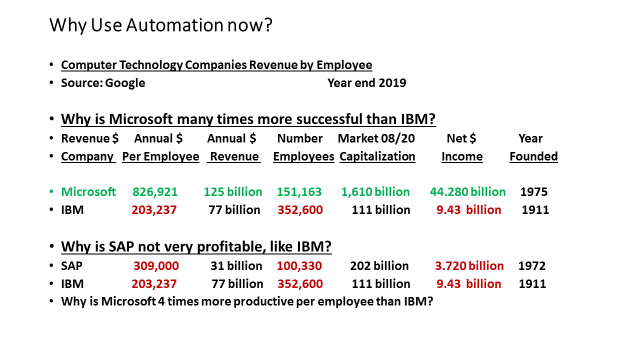 Why Use Automation now?
• Computer Technology Companies Revenue by Employee
• Source: Google Year end 2019
• Why is Microsoft many times more successful than IBM?
• Revenue $ Annual $ Annual $ Number Market 08/20 Net $ Year
• Company Per Employee Revenue Employees Capitalization Income Founded
• Microsoft 826,921 125 billion 151,163 1,610 billion 44.280 billion 1975
• IBM 203,237 77 billion 352,600 111 billion 9.43 billion 1911
• Why is SAP not very profitable, like IBM?
• SAP 309,000 31 billion 100,330 202 billion 3.720 billion 1972
• IBM 203,237 77 billion 352,600 111 billion 9.43 billion 1911
• Why is Microsoft 4 times more productive per employee than IBM?